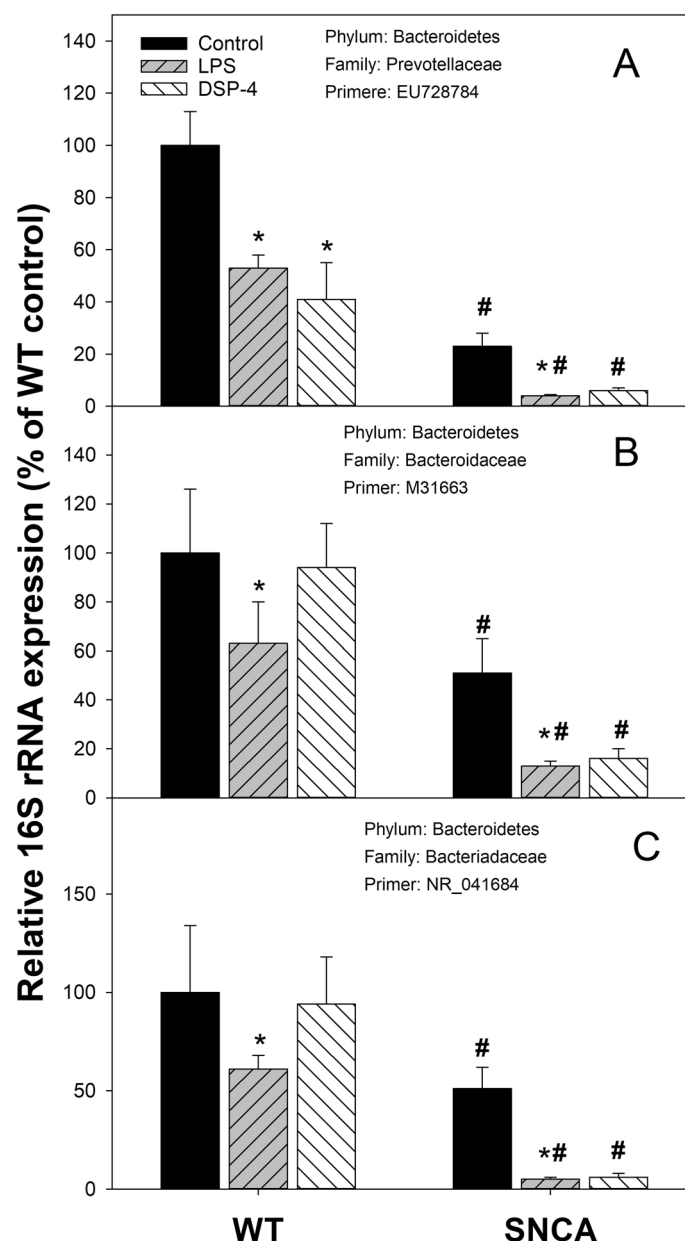 Relative 16S rRNA expression (% of WT control)
Control
LPS
DSP-4
Phylum: Bacteroidetes
Family: Prevotellaceae
Primere: EU728784
A
140
120
100
80
60
40
20
0
*
*
#
*#
#
Phylum: Bacteroidetes
Family: Bacteroidaceae
Primer: M31663
B
140
120
100
80
60
40
20
0
*
#
*#
#
Phylum: Bacteroidetes
Family: Bacteriadaceae
Primer: NR_041684
C
150
100
50
0
*
#
*#
#
WT
SNCA